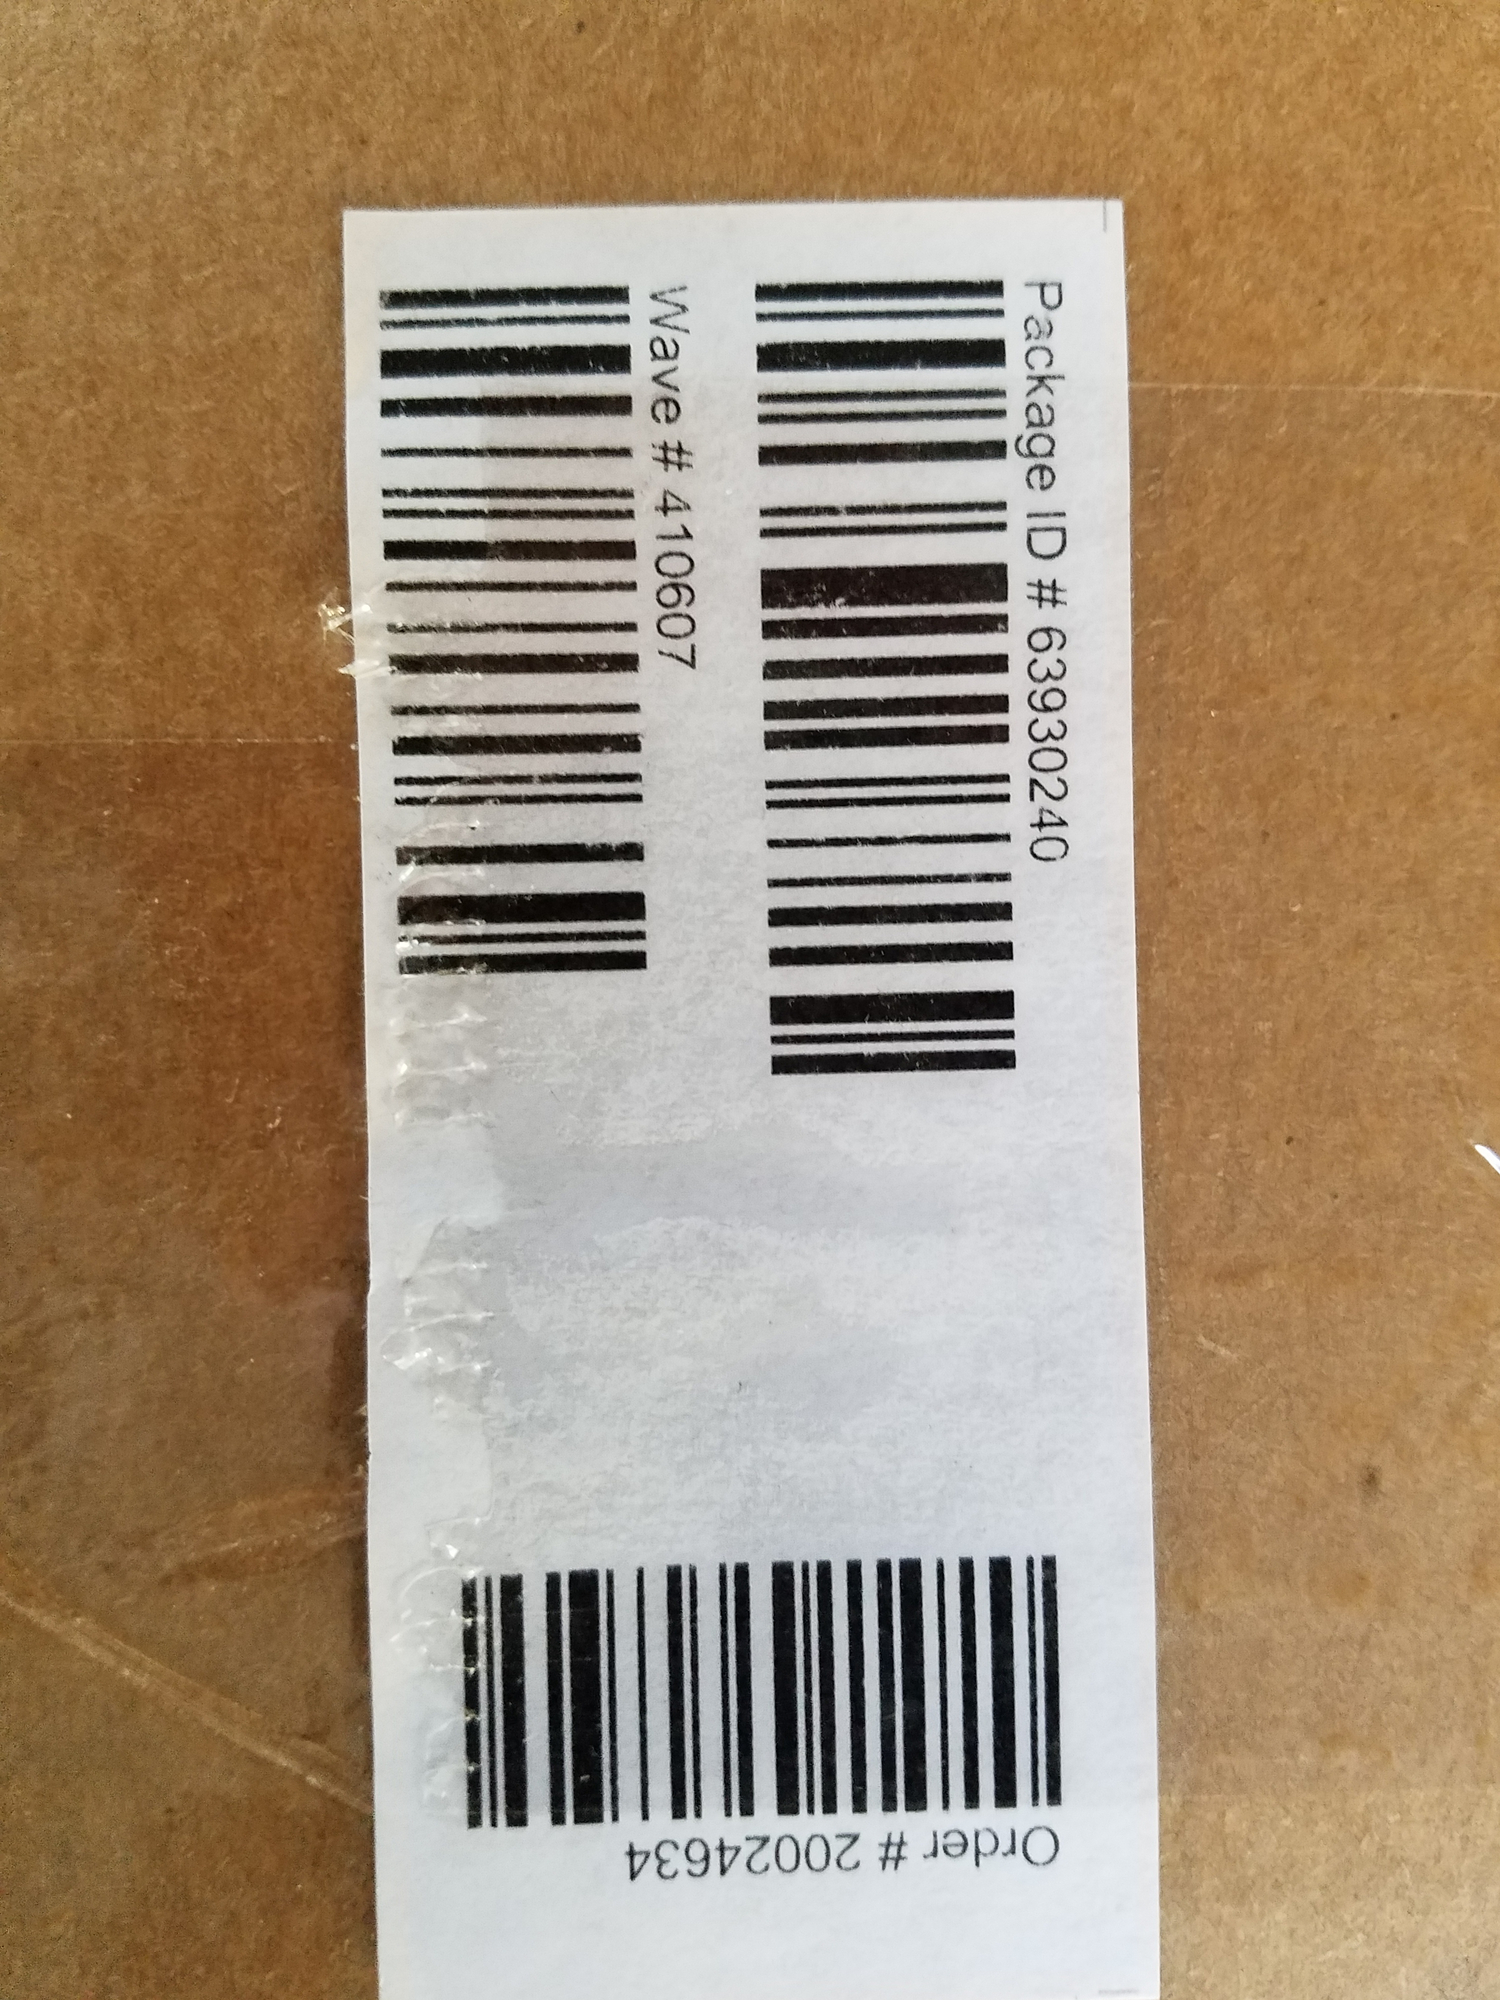 Package ID # 63930240
Wave # 410607
Order # 20024634